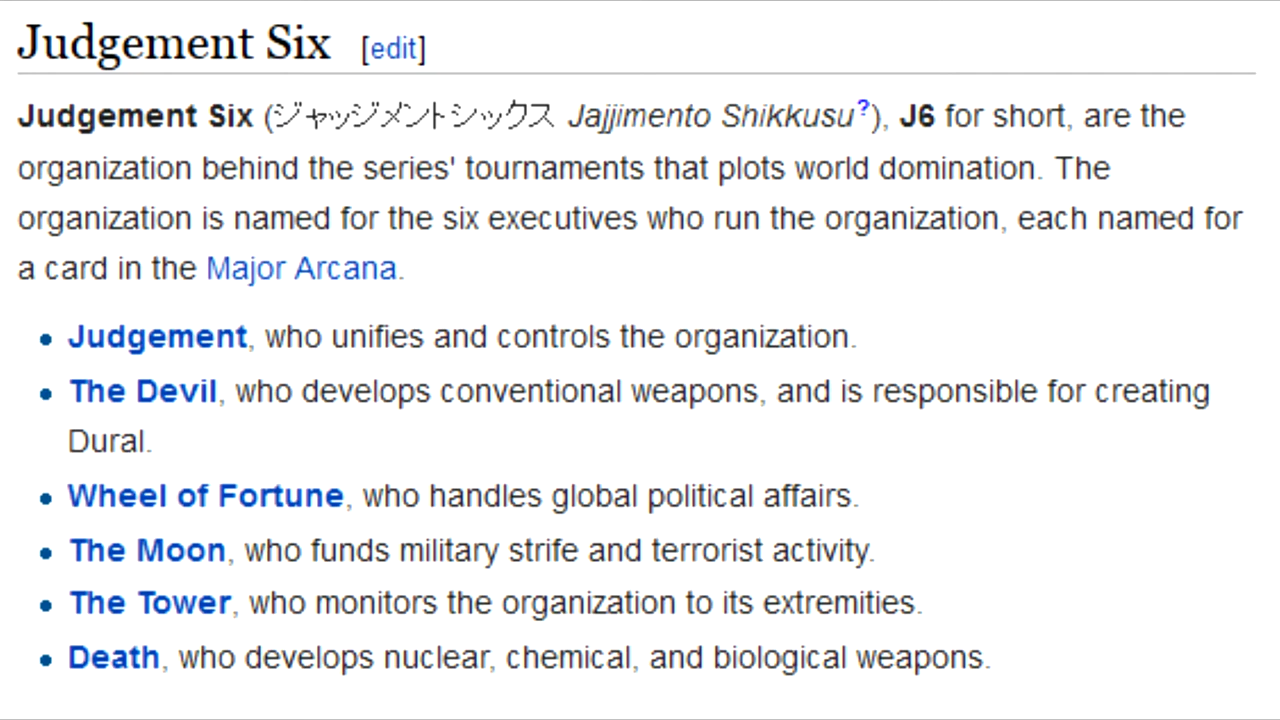 Judgement Six [edit]
Judgement Six (ジャッジメントシックス Jajjimento Shikkusu?), J6 for short, are the
organization behind the series' tournaments that plots world domination. The
organization is named for the six executives who run the organization, each named for
a card in the Major Arcana.
• Judgement, who unifies and controls the organization.
• The Devil, who develops conventional weapons, and is responsible for creating
Dural.
• Wheel of Fortune, who handles global political affairs.
• The Moon, who funds military strife and terrorist activity.
• The Tower, who monitors the organization to its extremities.
• Death, who develops nuclear, chemical, and biological weapons.